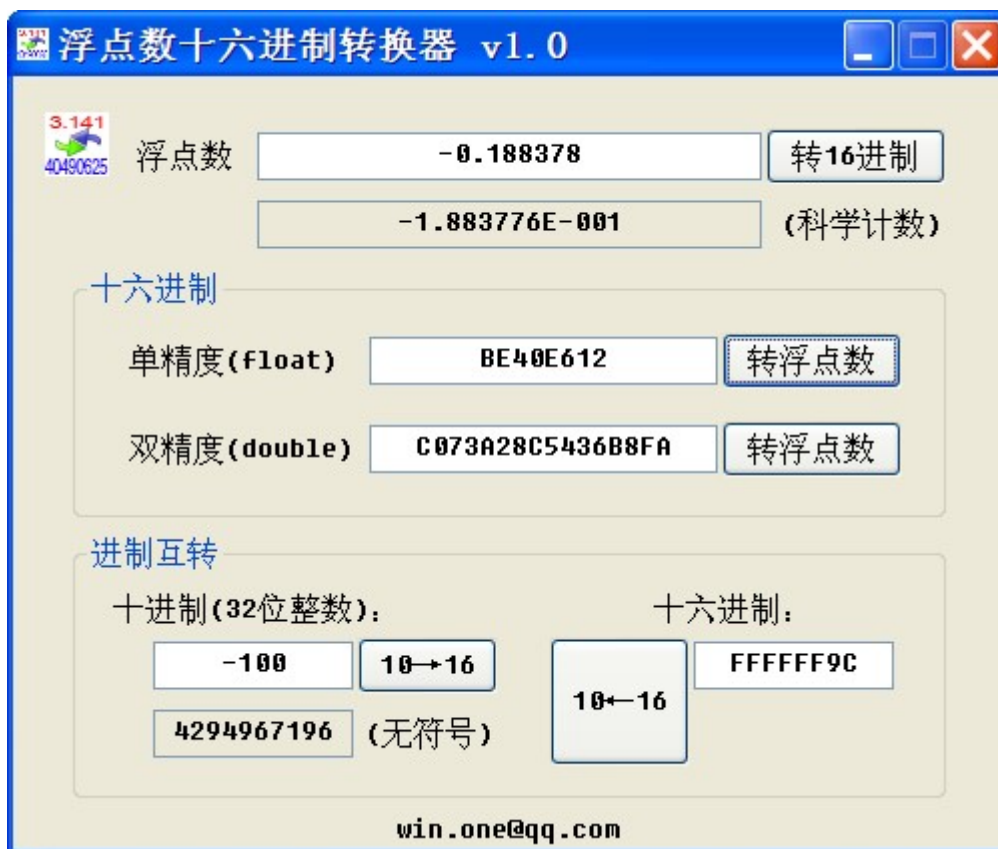 浮点数十六进制转换器 v1.0
3.141
40490625
浮点数 -0.188378 转16进制
-1.883776E-001 (科学计数)
十六进制
单精度(float) BE40E612 转浮点数
双精度(double) C073A28C5436B8FA 转浮点数
进制互转
十进制(32位整数): 十六进制:
-100 10→16 10←16 FFFFFF9C
4294967196 (无符号)
win.one@qq.com